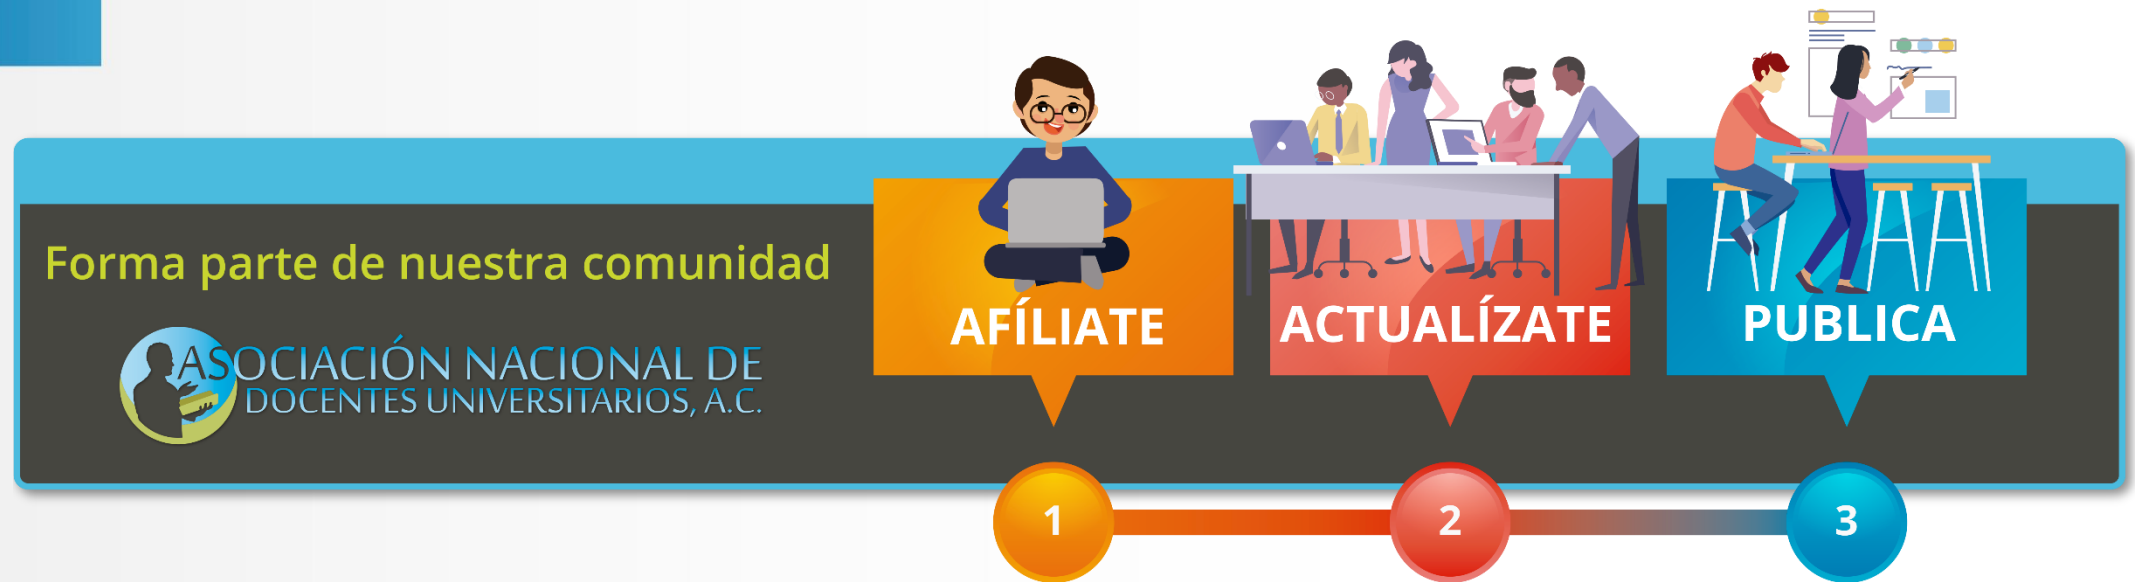 Forma parte de nuestra comunidad
ASOCIACIÓN NACIONAL DE
DOCENTES UNIVERSITARIOS, A.C.
AFÍLIATE
ACTUALÍZATE
PUBLICA
1
2
3